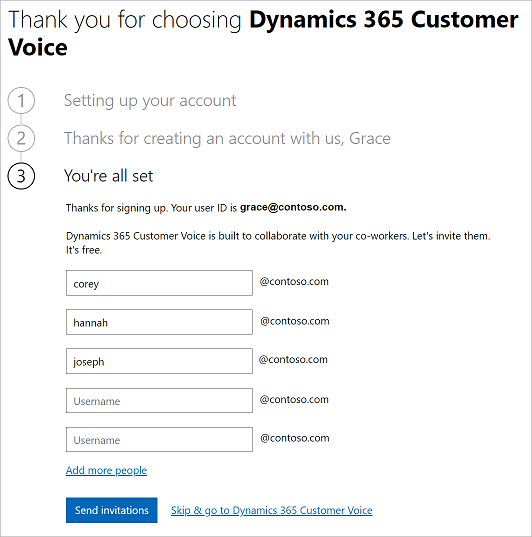 Thank you for choosing Dynamics 365 Customer
Voice
1 Setting up your account
2 Thanks for creating an account with us, Grace
3 You're all set
Thanks for signing up. Your user ID is grace@contoso.com.
Dynamics 365 Customer Voice is built to collaborate with your co-workers. Let's invite them.
It's free.
corey @contoso.com
hannah @contoso.com
joseph @contoso.com
Username @contoso.com
Username @contoso.com
Add more people
Send invitations Skip & go to Dynamics 365 Customer Voice